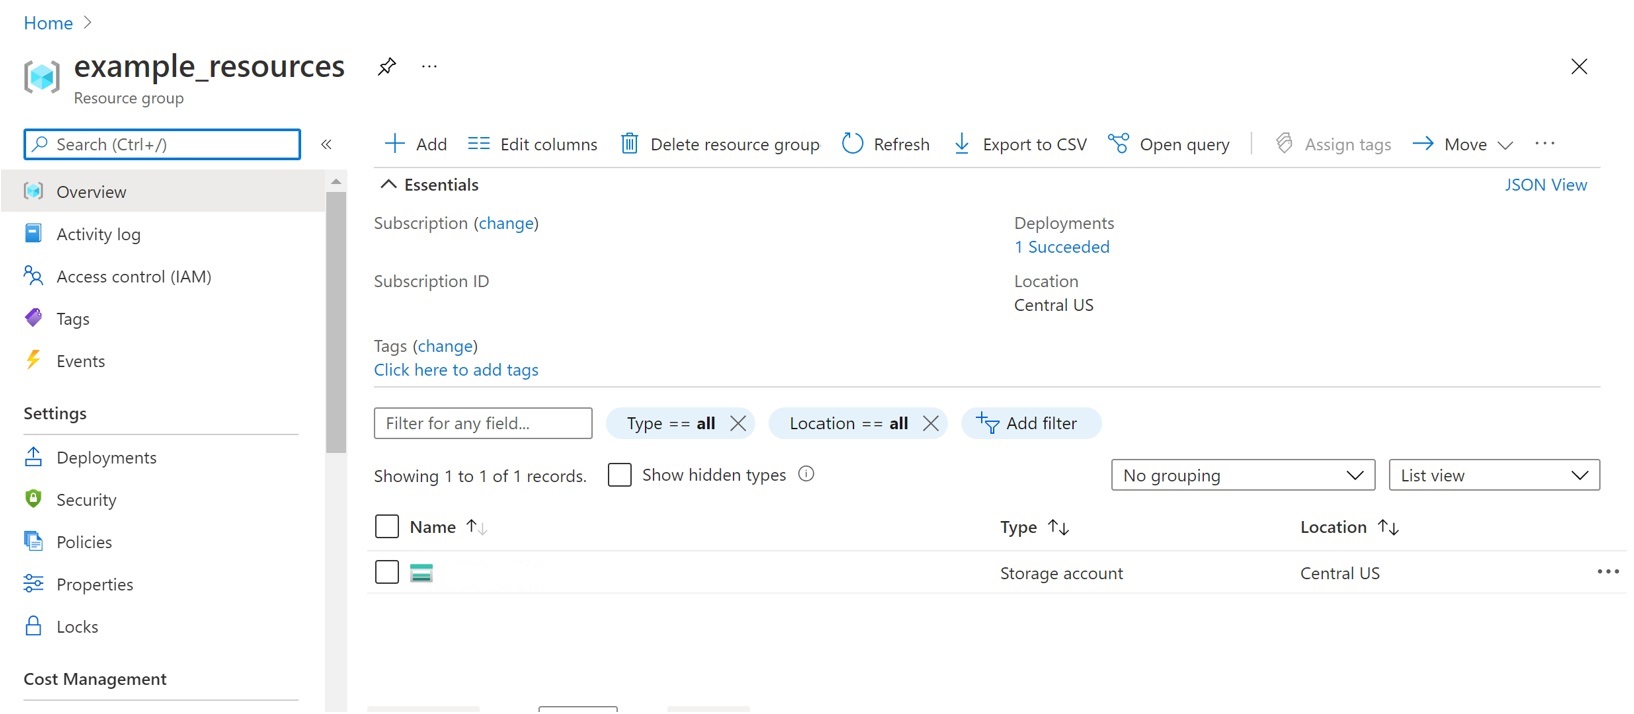 Home
example_resources
Resource group
Search (Ctrl+/)
Add Edit columns Delete resource group Refresh Export to CSV Open query Assign tags Move
Overview
Activity log
Access control (IAM)
Tags
Events
Settings
Deployments
Security
Policies
Properties
Locks
Cost Management
Essentials JSON View
Subscription (change) Deployments
1 Succeeded
Subscription ID Location
Central US
Tags (change)
Click here to add tags
Filter for any field... Type == all Location == all Add filter
Showing 1 to 1 of 1 records. Show hidden types No grouping List view
Name Type Location
Storage account Central US